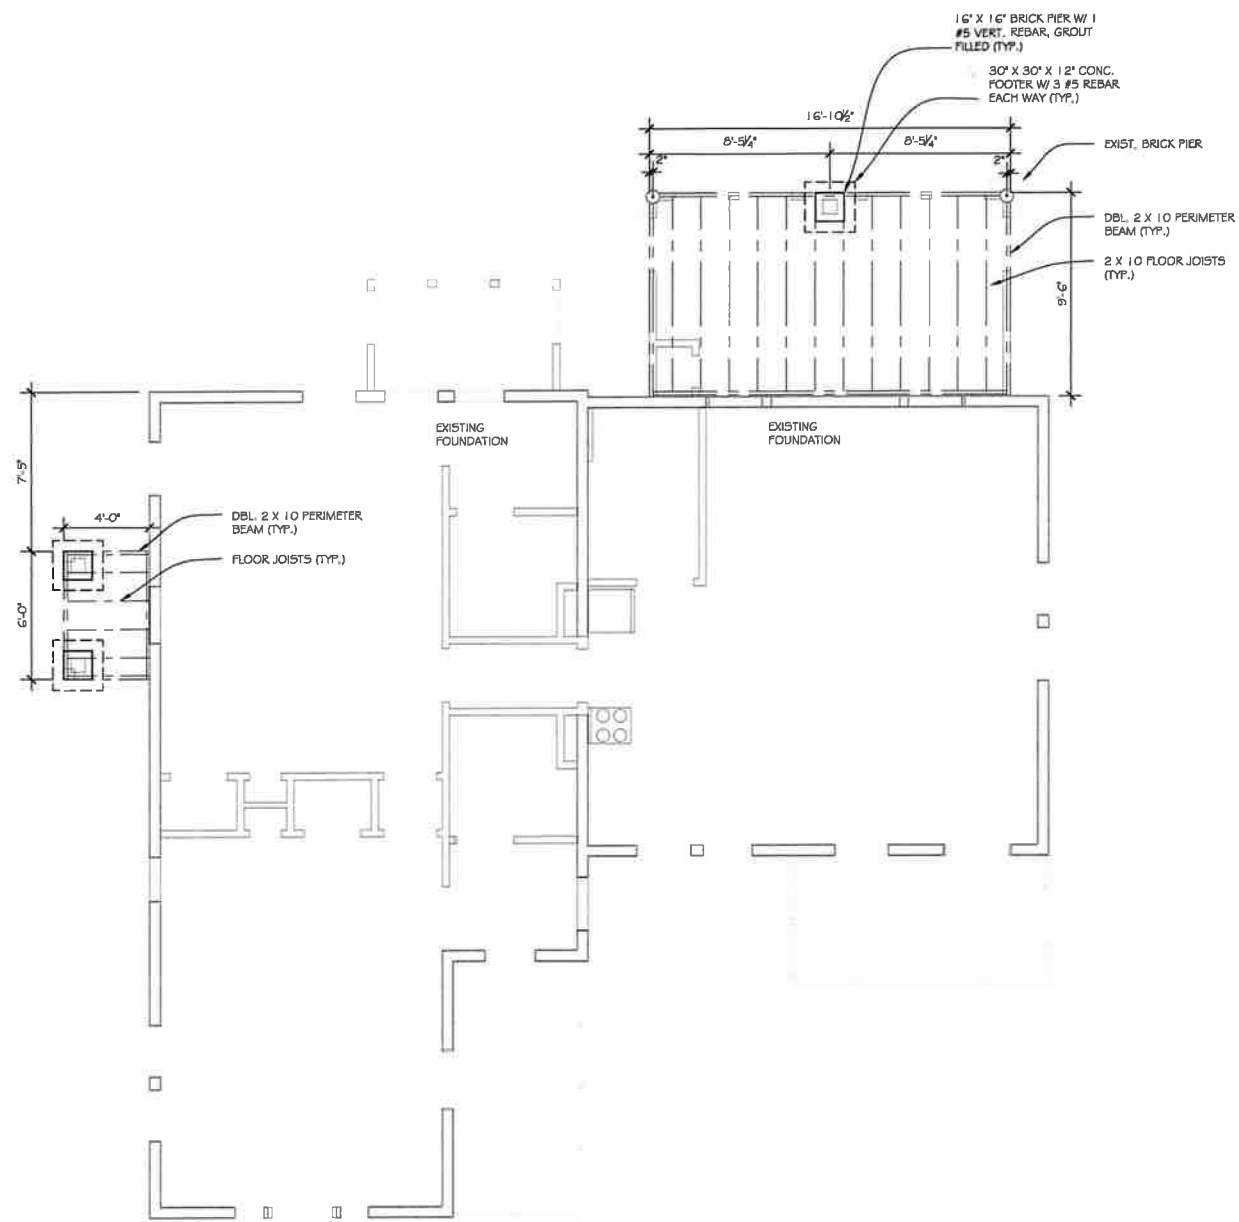 16" X 16" BRICK PIER W/ 1
#5 VERT. REBAR, GROUT
FILLED (TYP.)
30" X 30" X 12" CONC.
FOOTER W/ 3 #5 REBAR
EACH WAY (TYP.)
16'-10½"
8'-5¼"
8'-5¼"
EXIST. BRICK PIER
2"
2"
DBL. 2 X 10 PERIMETER
BEAM (TYP.)
2 X 10 FLOOR JOISTS
(TYP.)
9'-6"
EXISTING
FOUNDATION
EXISTING
FOUNDATION
7'-5"
4'-0"
DBL. 2 X 10 PERIMETER
BEAM (TYP.)
FLOOR JOISTS (TYP.)
6'-0"